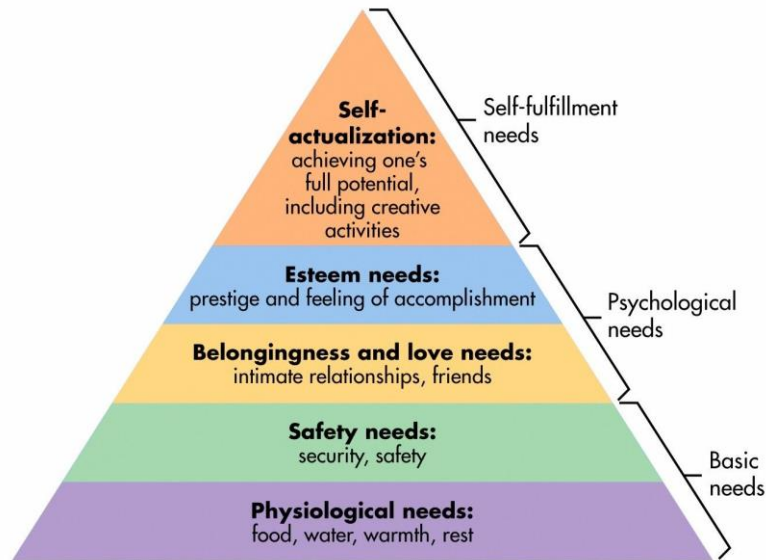 Self-
actualization:
achieving one's
full potential,
including creative
activities
Self-fulfillment
needs
Esteem needs:
prestige and feeling of accomplishment
Belongingness and love needs:
intimate relationships, friends
Psychological
needs
Safety needs:
security, safety
Physiological needs:
food, water, warmth, rest
Basic
needs